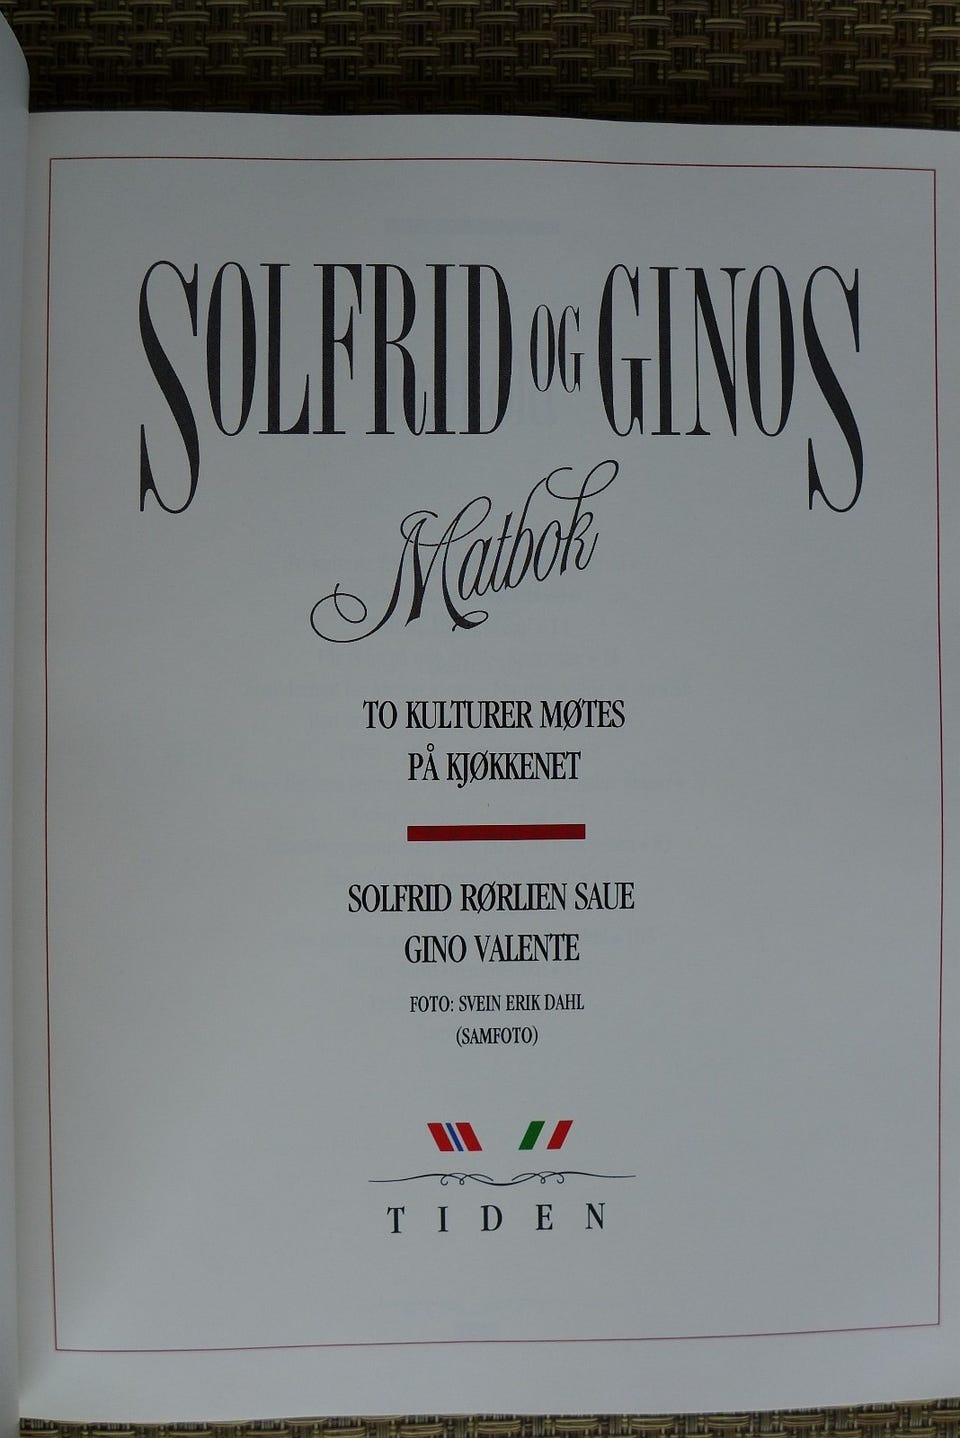 SOLFRID OG GINOS
Matbok
TO KULTURER MØTES
PÅ KJØKKENET
SOLFRID RØRLIEN SAUE
GINO VALENTE
FOTO: SVEIN ERIK DAHL
(SAMFOTO)
TIDEN